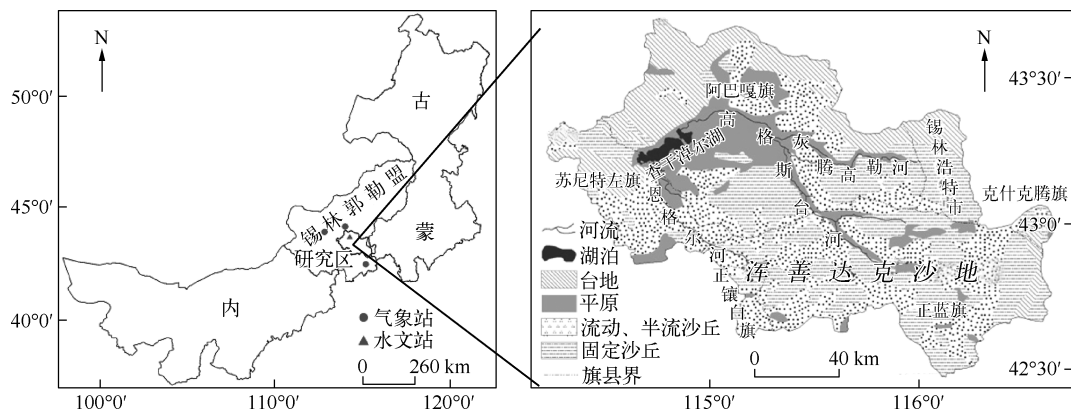 N
50°0′
45°0′
40°0′
100°0′
110°0′
120°0′
古
蒙
内
锡林郭勒盟
研究区
气象站
水文站
0 260 km
N
43°30′
43°0′
42°30′
115°0′
116°0′
阿巴嘎旗
高格斯台河
灰腾高勒河
锡林浩特市
查干淖尔湖
苏尼特左旗
恩格尔河
克什克腾旗
浑善达克沙地
正镶白旗
正蓝旗
河流
湖泊
台地
平原
流动、半流沙丘
固定沙丘
旗县界
0 40 km